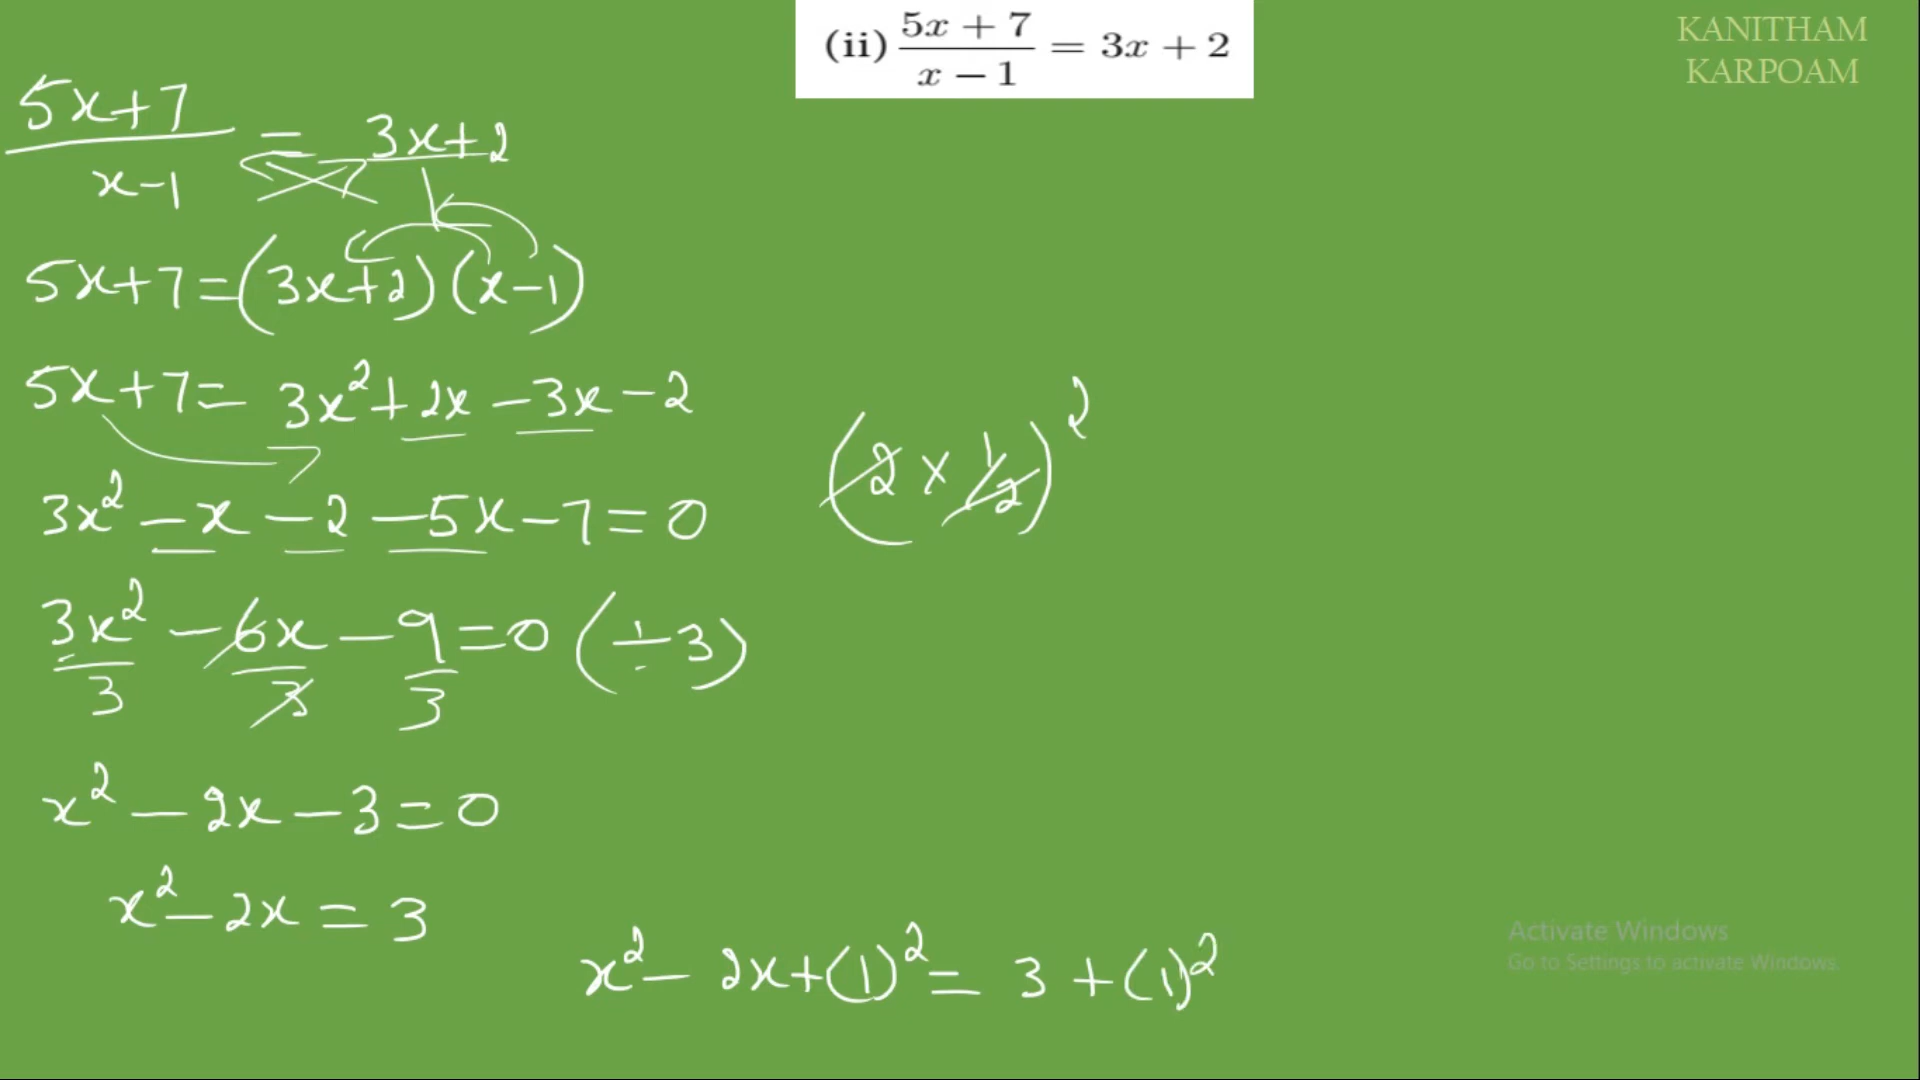 (ii) (5x + 7)/(x − 1) = 3x + 2
KANITHAM
KARPOAM
(5x+7)/(x-1) = (3x+2)/1
5x+7=(3x+2)(x-1)
5x+7= 3x²+2x-3x-2
(2 x 1/2)²
3x²-x-2-5x-7=0
3x²/3 - 6x/3 - 9/3 =0 (÷3)
x²-2x-3=0
x²-2x=3
x²-2x+(1)²= 3+(1)²
Activate Windows
Go to Settings to activate Windows.